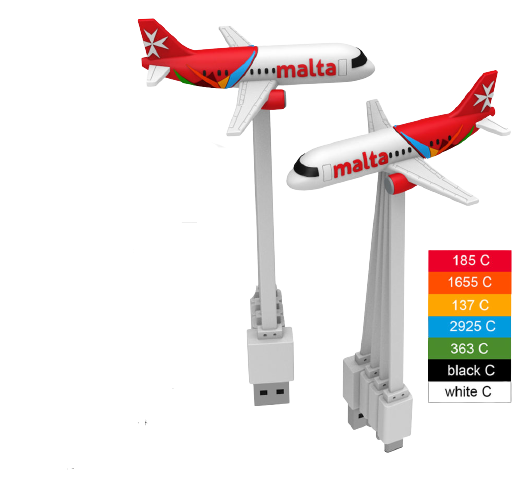 malta
malta
185 C
1655 C
137 C
2925 C
363 C
black C
white C